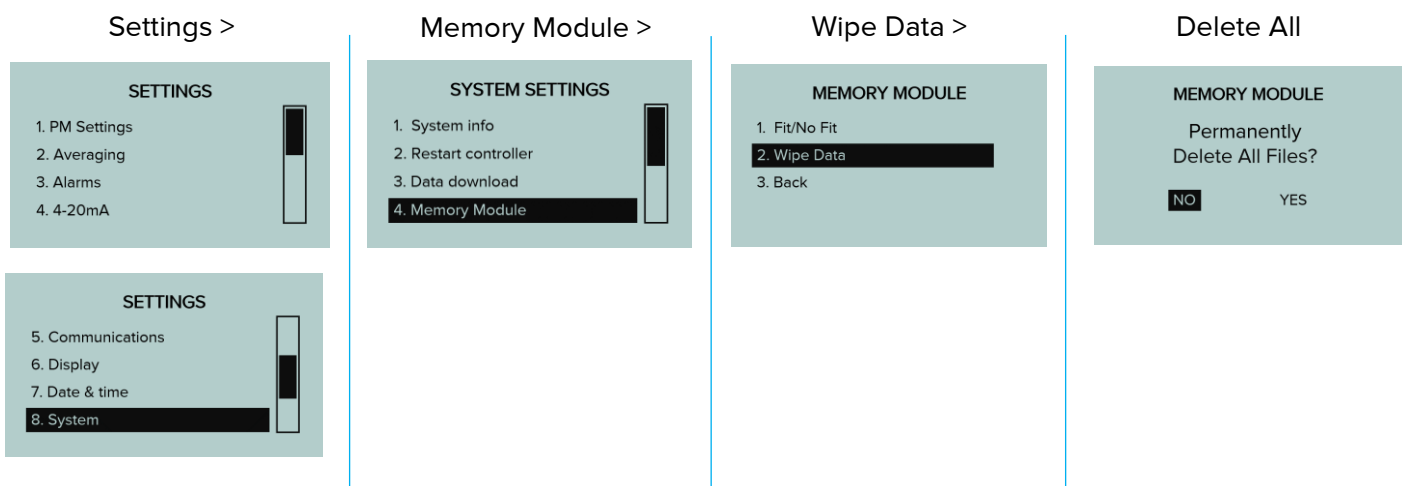 Settings >
SETTINGS
1. PM Settings
2. Averaging
3. Alarms
4. 4-20mA
SETTINGS
5. Communications
6. Display
7. Date & time
8. System
Memory Module >
SYSTEM SETTINGS
1. System info
2. Restart controller
3. Data download
4. Memory Module
Wipe Data >
MEMORY MODULE
1. Fit/No Fit
2. Wipe Data
3. Back
Delete All
MEMORY MODULE
Permanently
Delete All Files?
NO YES